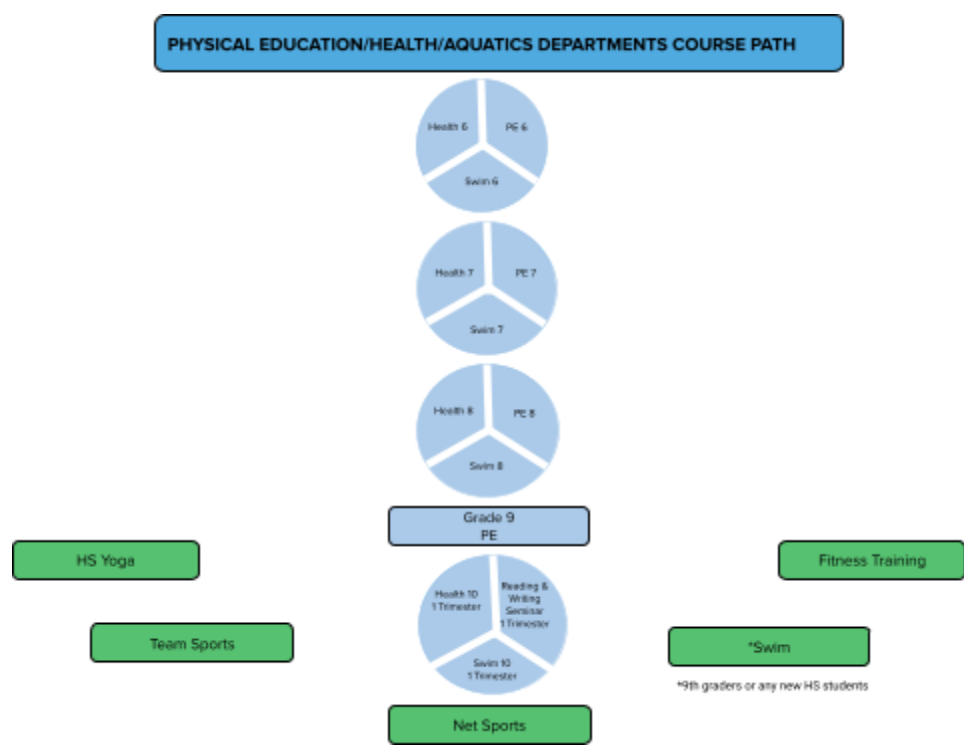 PHYSICAL EDUCATION/HEALTH/AQUATICS DEPARTMENTS COURSE PATH
Health 6
PE 6
Swim 6
Health 7
PE 7
Swim 7
Health 8
PE 8
Swim 8
Grade 9
PE
HS Yoga
Fitness Training
Health 10
1 Trimester
Reading &
Writing
Seminar
1 Trimester
Team Sports
*Swim
Swim 10
1 Trimester
*9th graders or any new HS students
Net Sports